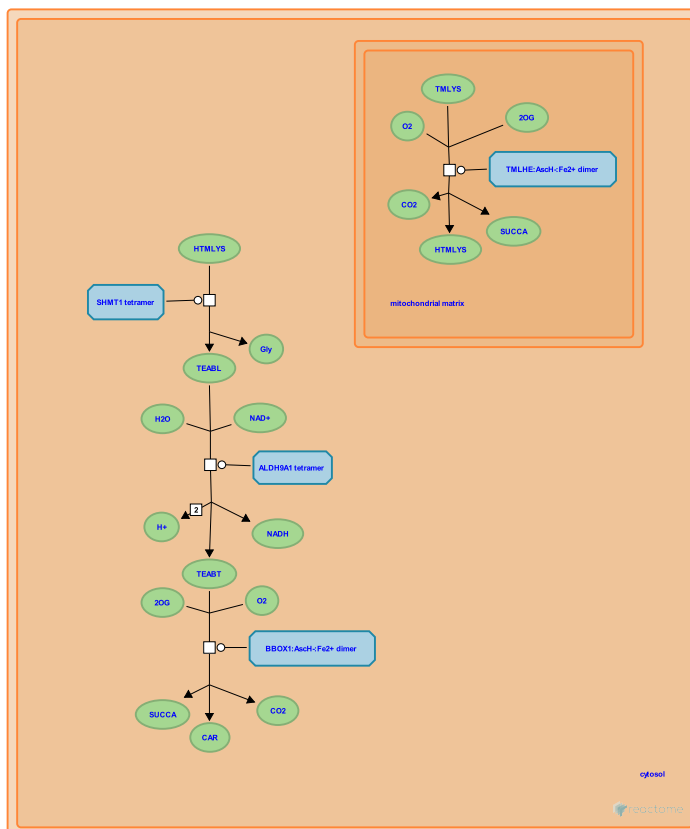 TMLYS
O2
2OG
TMLHE:AscH-:Fe2+ dimer
CO2
SUCCA
HTMLYS
mitochondrial matrix
HTMLYS
SHMT1 tetramer
Gly
TEABL
H2O
NAD+
ALDH9A1 tetramer
2
H+
NADH
TEABT
2OG
O2
BBOX1:AscH-:Fe2+ dimer
SUCCA
CO2
CAR
cytosol
reactome